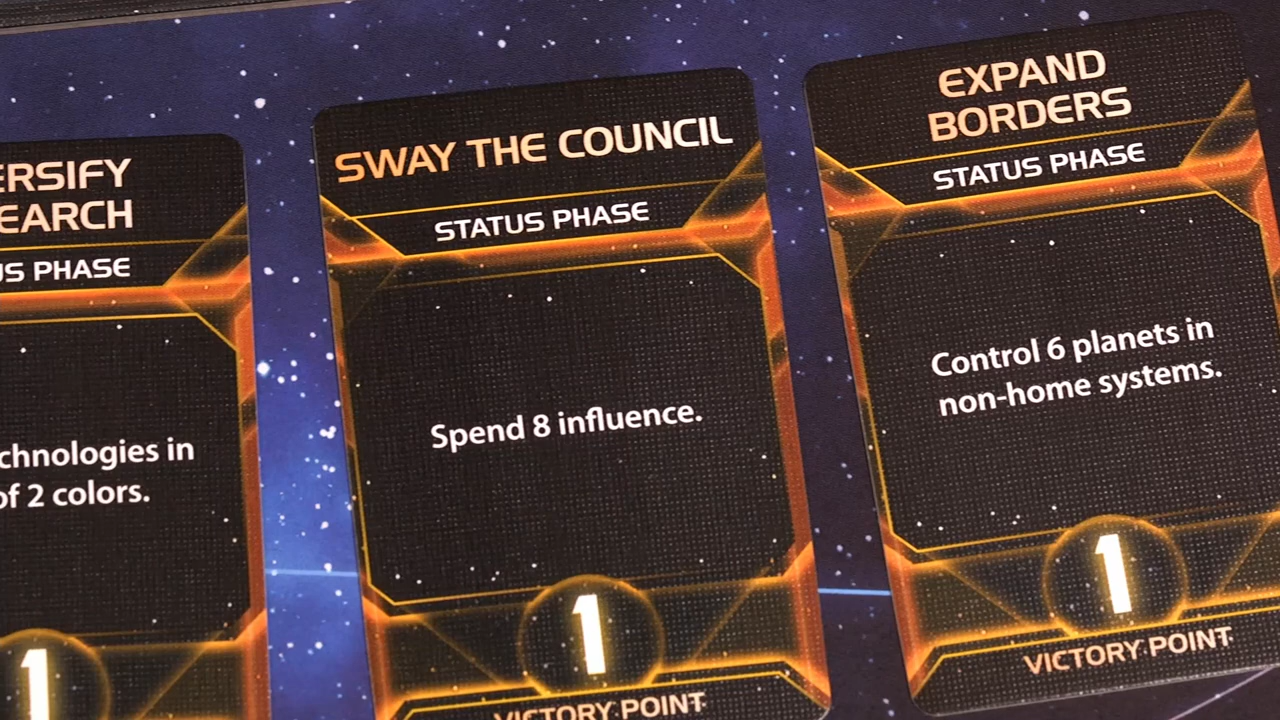 ERSIFY
EARCH
US PHASE
chnologies in
of 2 colors.
1
SWAY THE COUNCIL
STATUS PHASE
Spend 8 influence.
1
VICTORY POINT
EXPAND
BORDERS
STATUS PHASE
Control 6 planets in
non-home systems.
1
VICTORY POINT